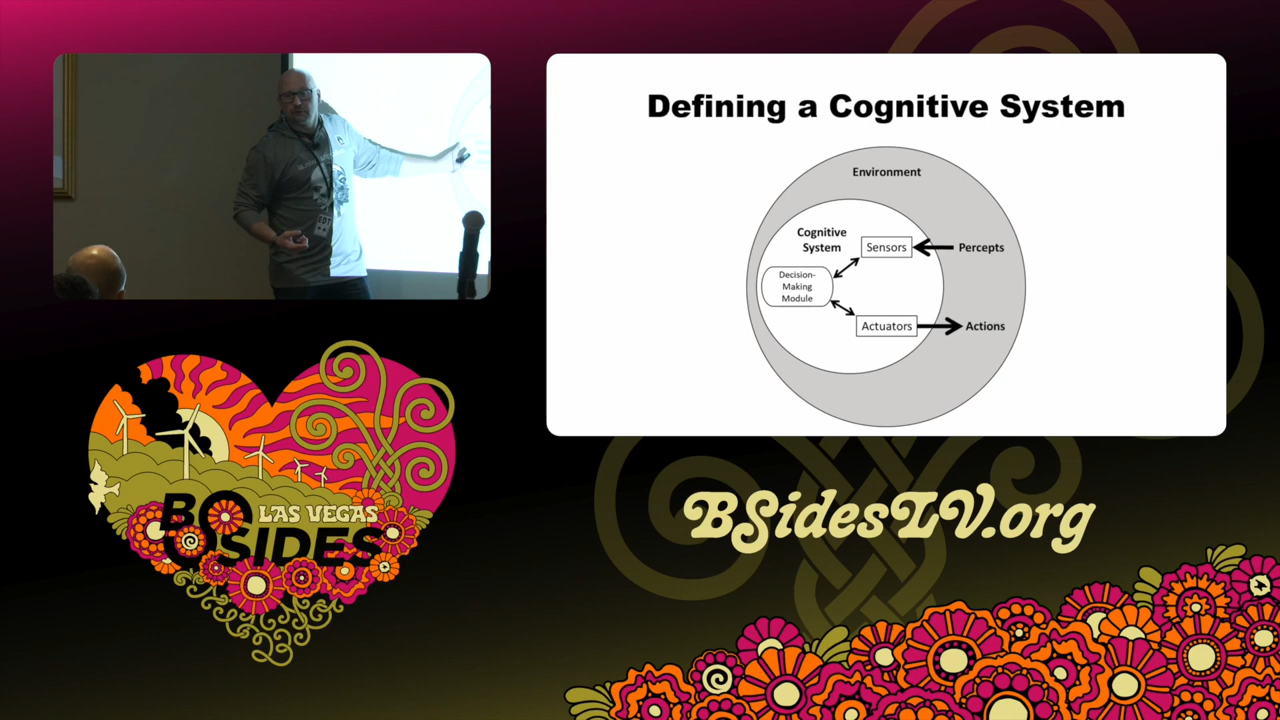 Defining a Cognitive System
Environment
Cognitive
System
Sensors
Percepts
Decision-
Making
Module
Actuators
Actions
BSIDES
LAS VEGAS
BSidesLV.org